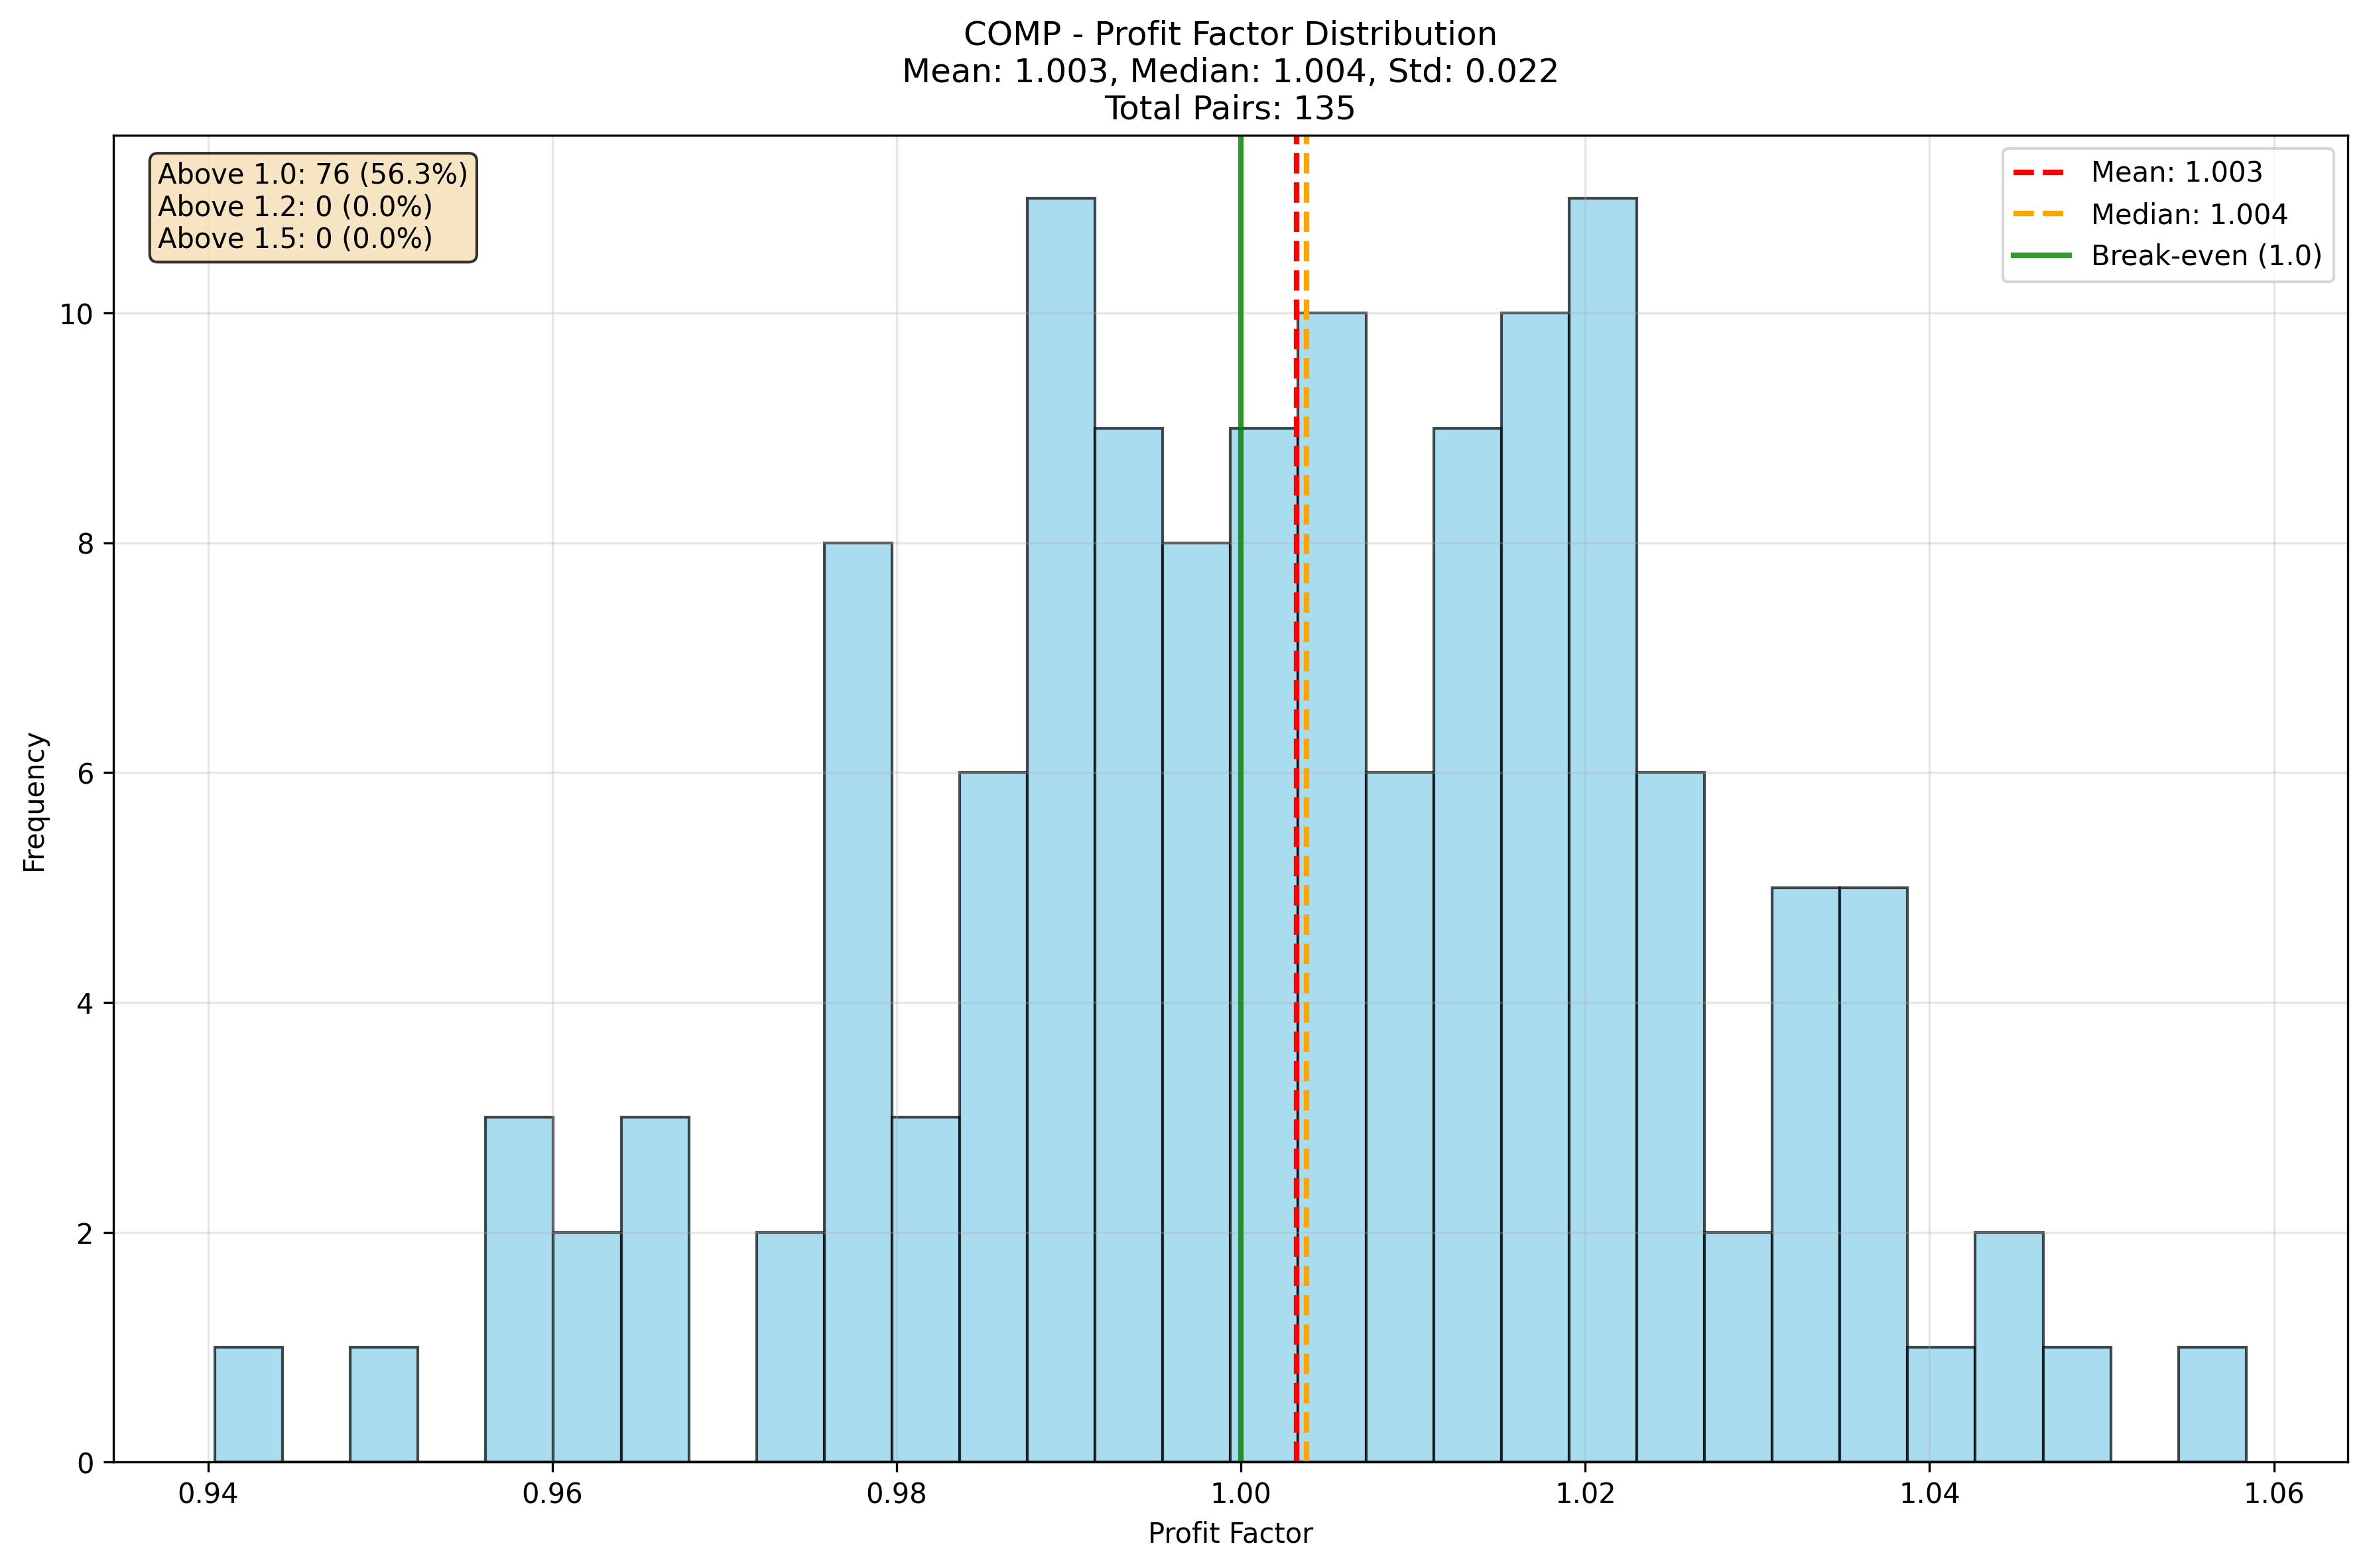 COMP - Profit Factor Distribution
Mean: 1.003, Median: 1.004, Std: 0.022
Total Pairs: 135
Above 1.0: 76 (56.3%)
Above 1.2: 0 (0.0%)
Above 1.5: 0 (0.0%)
Mean: 1.003
Median: 1.004
Break-even (1.0)
Frequency
10
8
6
4
2
0
0.94
0.96
0.98
1.00
1.02
1.04
1.06
Profit Factor